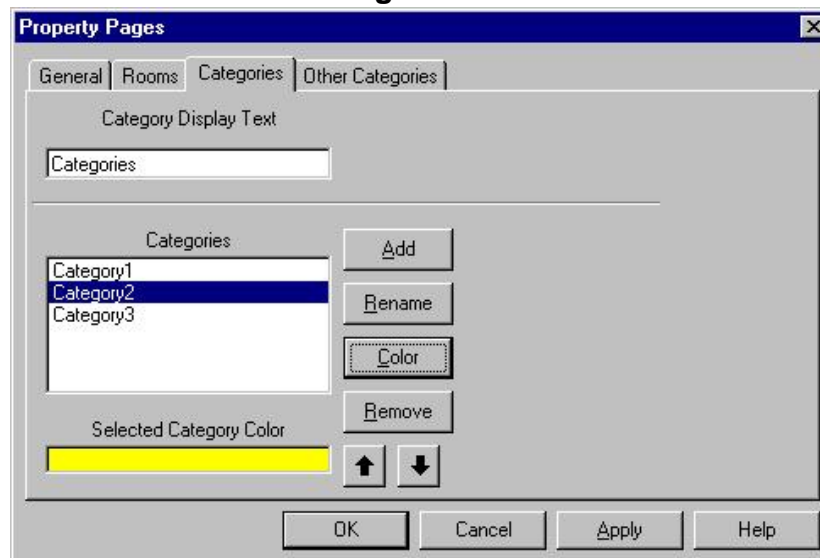 Property Pages
General Rooms Categories Other Categories
Category Display Text
Categories
Categories
Category1
Category2
Category3
Add
Rename
Color
Remove
Selected Category Color
OK Cancel Apply Help